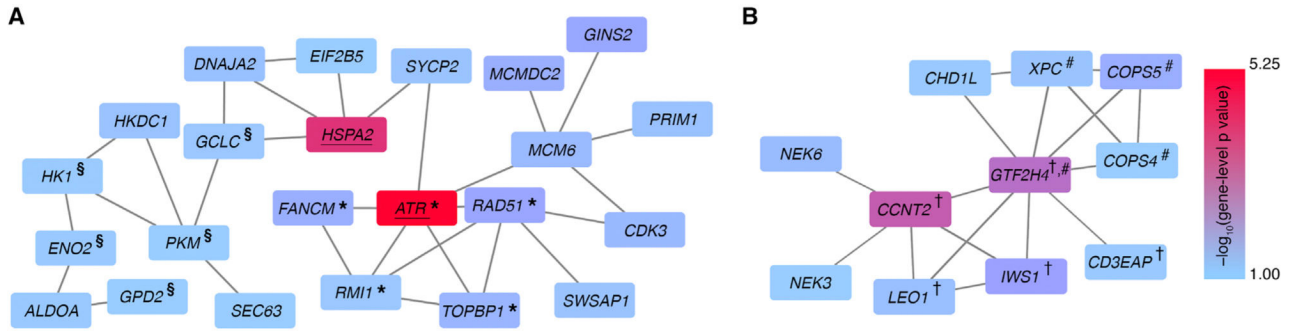 A
GINS2
DNAJA2
EIF2B5
SYCP2
MCMDC2
HKDC1
GCLC §
HSPA2
PRIM1
MCM6
HK1 §
FANCM *
ATR *
RAD51 *
CDK3
ENO2 §
PKM §
RMI1 *
TOPBP1 *
SWSAP1
ALDOA
GPD2 §
SEC63
B
CHD1L
XPC #
COPS5 #
NEK6
GTF2H4 †,#
COPS4 #
CCNT2 †
NEK3
LEO1 †
IWS1 †
CD3EAP †
5.25
−log10(gene-level p value)
1.00